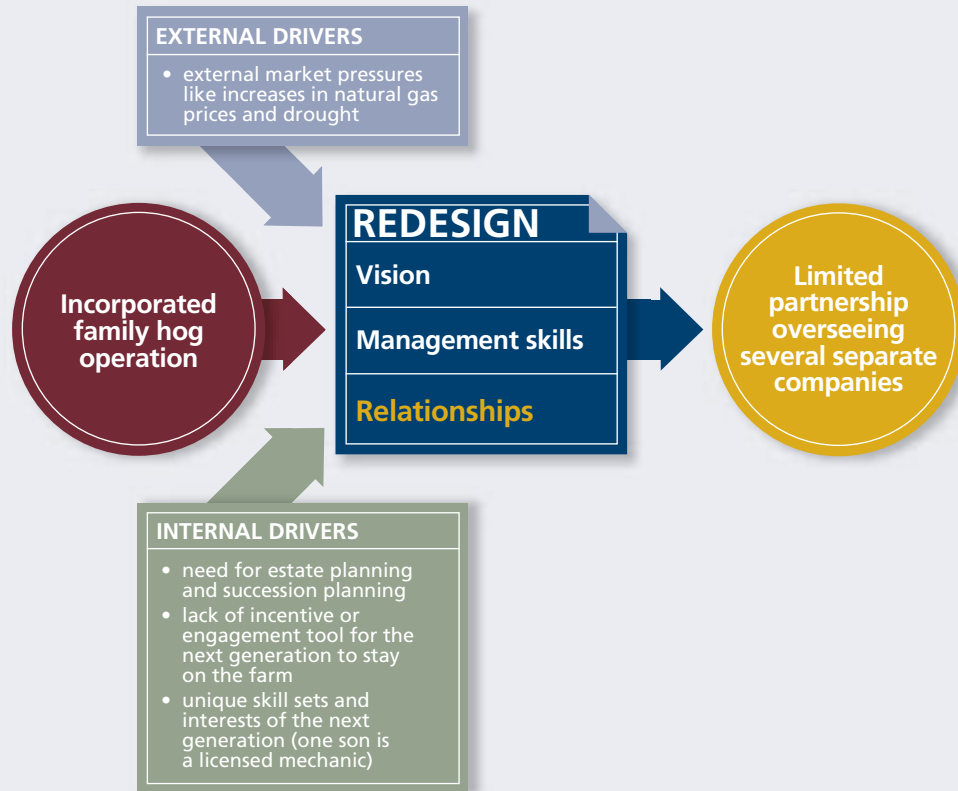 EXTERNAL DRIVERS
• external market pressures
like increases in natural gas
prices and drought
Incorporated
family hog
operation
REDESIGN
Vision
Management skills
Relationships
Limited
partnership
overseeing
several separate
companies
INTERNAL DRIVERS
• need for estate planning
and succession planning
• lack of incentive or
engagement tool for the
next generation to stay
on the farm
• unique skill sets and
interests of the next
generation (one son is
a licensed mechanic)